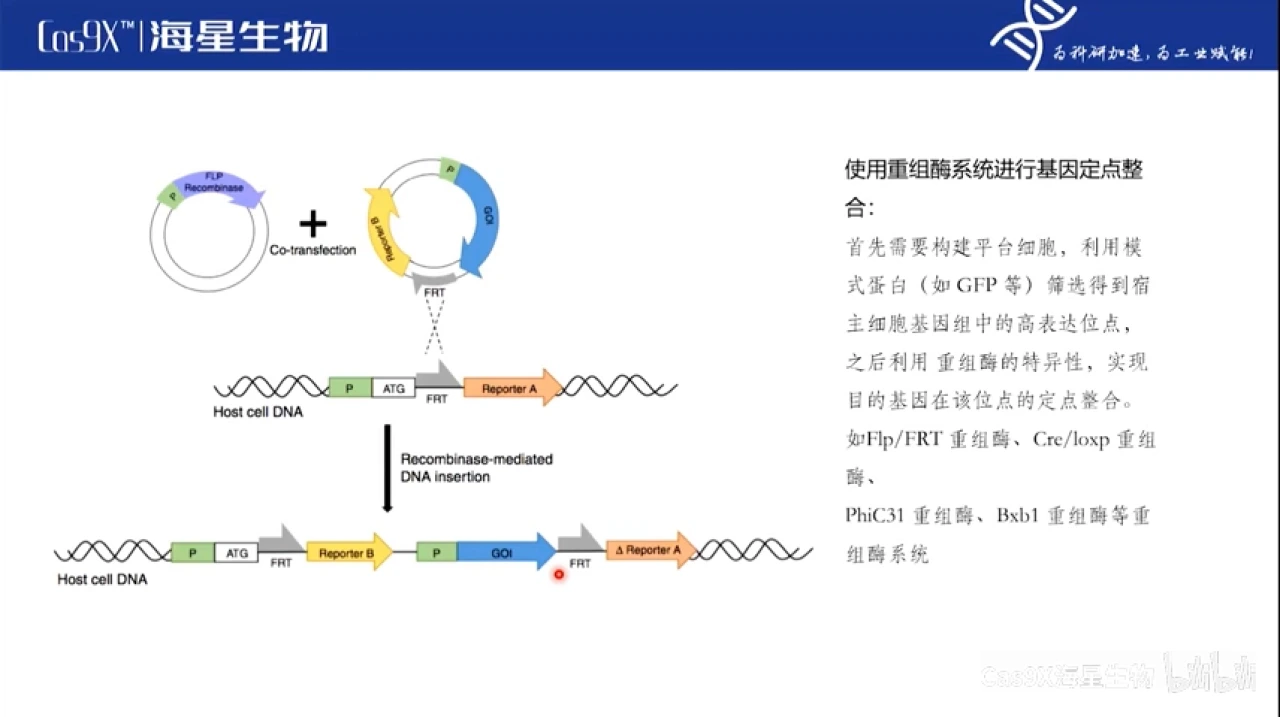 Cas9X™|海星生物
为科研加速，为工业赋能!
FLP
Recombinase
P
P
GOI
Reporter B
+
Co-transfection
FRT
P
ATG
FRT
Reporter A
Host cell DNA
Recombinase-mediated
DNA insertion
P
ATG
FRT
Reporter B
P
GOI
FRT
Δ Reporter A
Host cell DNA
使用重组酶系统进行基因定点整
合：
首先需要构建平台细胞，利用模
式蛋白（如 GFP 等）筛选得到宿
主细胞基因组中的高表达位点，
之后利用 重组酶的特异性，实现
目的基因在该位点的定点整合。
如Flp/FRT 重组酶、Cre/loxp 重组
酶、
PhiC31 重组酶、Bxb1 重组酶等重
组酶系统
Cas9X海星生物 bilibili